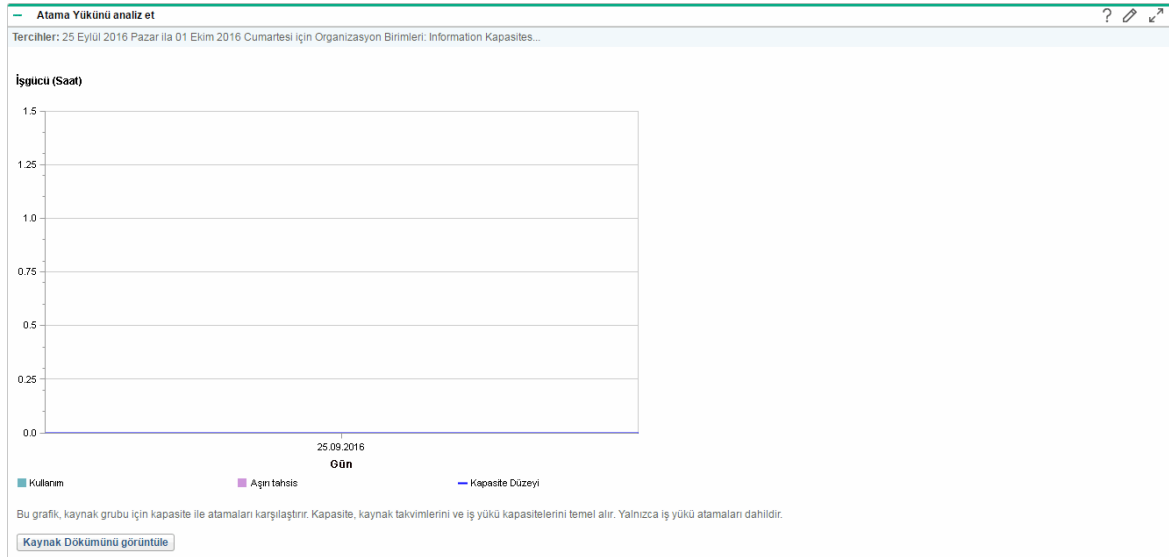 Atama Yükünü analiz et
Tercihler: 25 Eylül 2016 Pazar ila 01 Ekim 2016 Cumartesi için Organizasyon Birimleri: Information Kapasites...
İşgücü (Saat)
1.5
1.25
1.0
0.75
0.5
0.25
0.0
25.09.2016
Gün
Kullanım Aşırı tahsis Kapasite Düzeyi
Bu grafik, kaynak grubu için kapasite ile atamaları karşılaştırır. Kapasite, kaynak takvimlerini ve iş yükü kapasitelerini temel alır. Yalnızca iş yükü atamaları dahildir.
Kaynak Dökümünü görüntüle